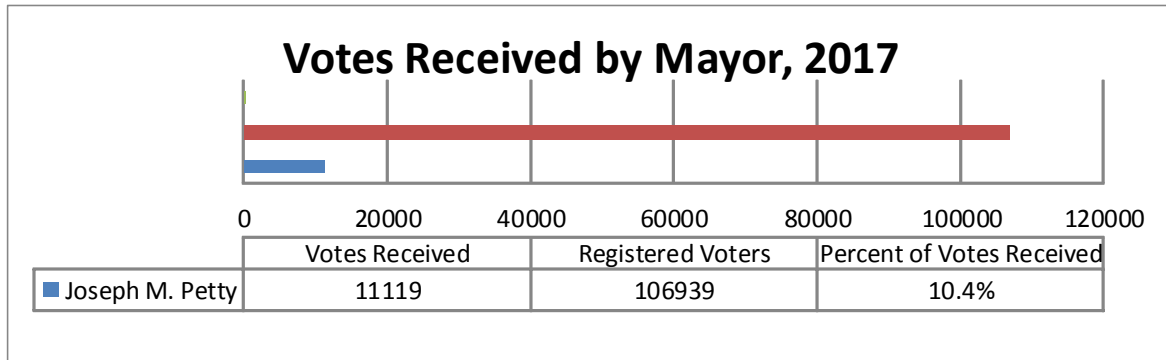 Votes Received by Mayor, 2017
0 20000 40000 60000 80000 100000 120000
Votes Received Registered Voters Percent of Votes Received
Joseph M. Petty 11119 106939 10.4%